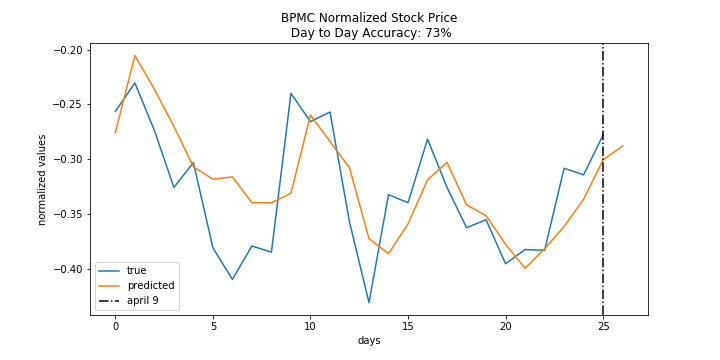 BPMC Normalized Stock Price
Day to Day Accuracy: 73%
normalized values
−0.20
−0.25
−0.30
−0.35
−0.40
true
predicted
april 9
0 5 10 15 20 25
days